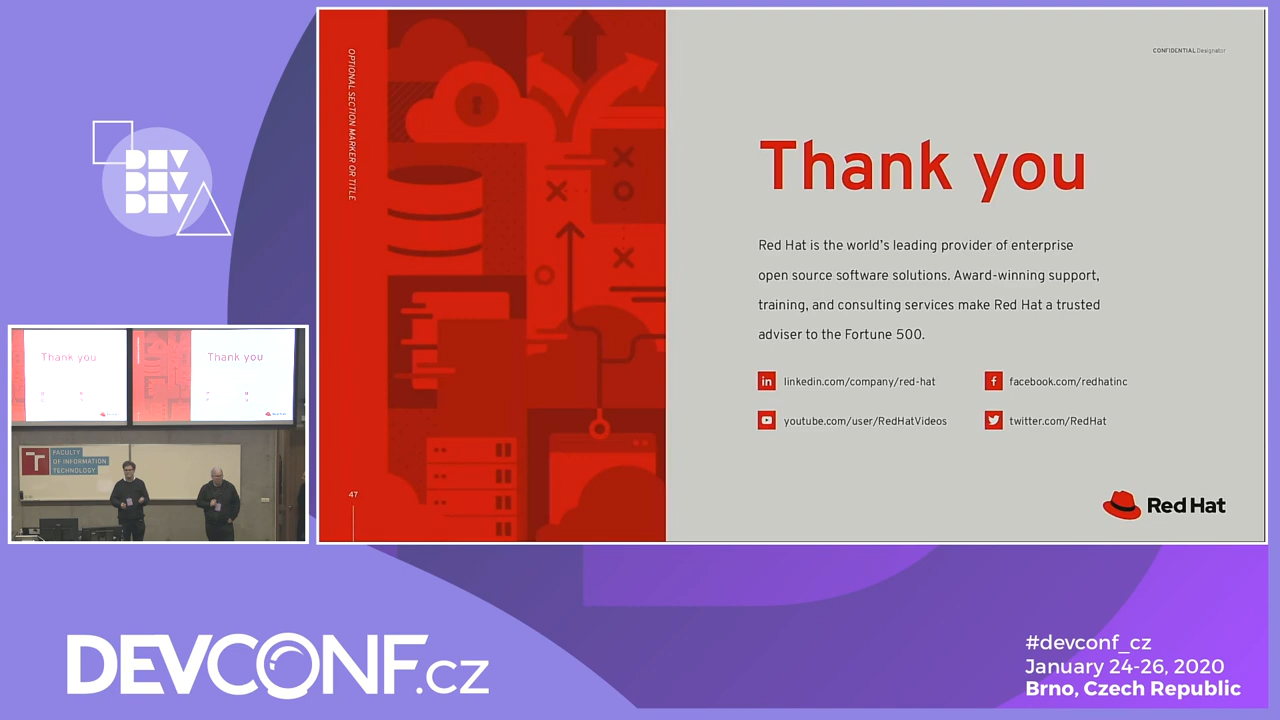 DEV
DEV
DEV
OPTIONAL SECTION MARKER OR TITLE
CONFIDENTIAL Designator
Thank you
Red Hat is the world's leading provider of enterprise
open source software solutions. Award-winning support,
training, and consulting services make Red Hat a trusted
adviser to the Fortune 500.
linkedin.com/company/red-hat
facebook.com/redhatinc
youtube.com/user/RedHatVideos
twitter.com/RedHat
47
Red Hat
Thank you
Thank you
FACULTY
OF INFORMATION
TECHNOLOGY
DEVCONF.cz
#devconf_cz
January 24-26, 2020
Brno, Czech Republic